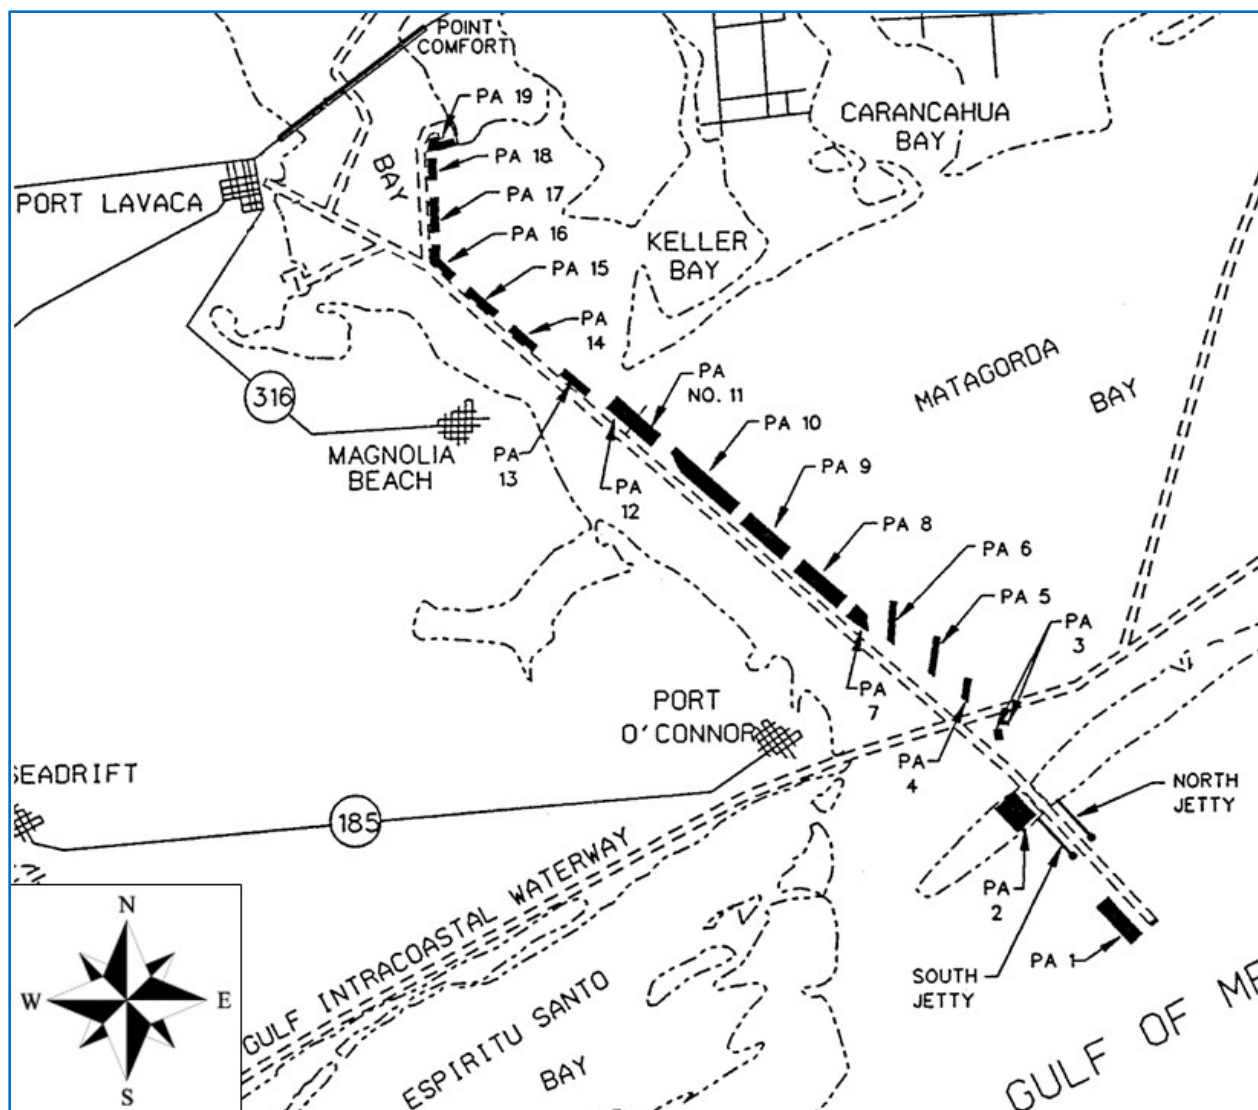 POINT
COMFORT
PA 19
CARANCAHUA
BAY
PA 18
BAY
PORT LAVACA
PA 17
PA 16
KELLER
BAY
PA 15
PA
14
MATAGORDA
BAY
PA
NO. 11
316
PA 10
MAGNOLIA
BEACH
PA
13
PA 9
PA
12
PA 8
PA 6
PA 5
PA
3
PORT
O'CONNOR
PA
7
PA
4
SEADRIFT
NORTH
JETTY
185
PA
2
GULF INTRACOASTAL WATERWAY
PA 1
SOUTH
JETTY
ESPIRITU SANTO
BAY
GULF OF
N
W
E
S